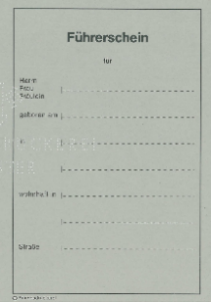 Führerschein
für
Herrn
Frau
Fräulein
geboren am
in
wohnhaft in
Straße